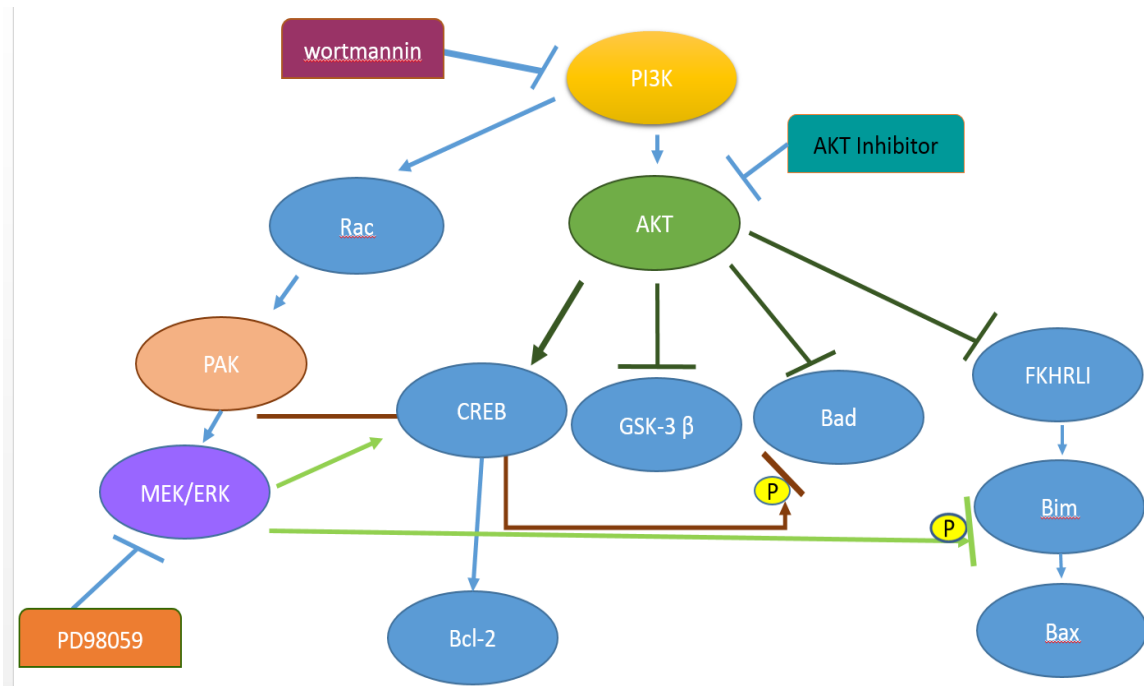 wortmannin
PI3K
AKT Inhibitor
Rac
AKT
PAK
CREB
GSK-3 β
Bad
FKHRLI
MEK/ERK
P
Bim
P
PD98059
Bcl-2
Bax